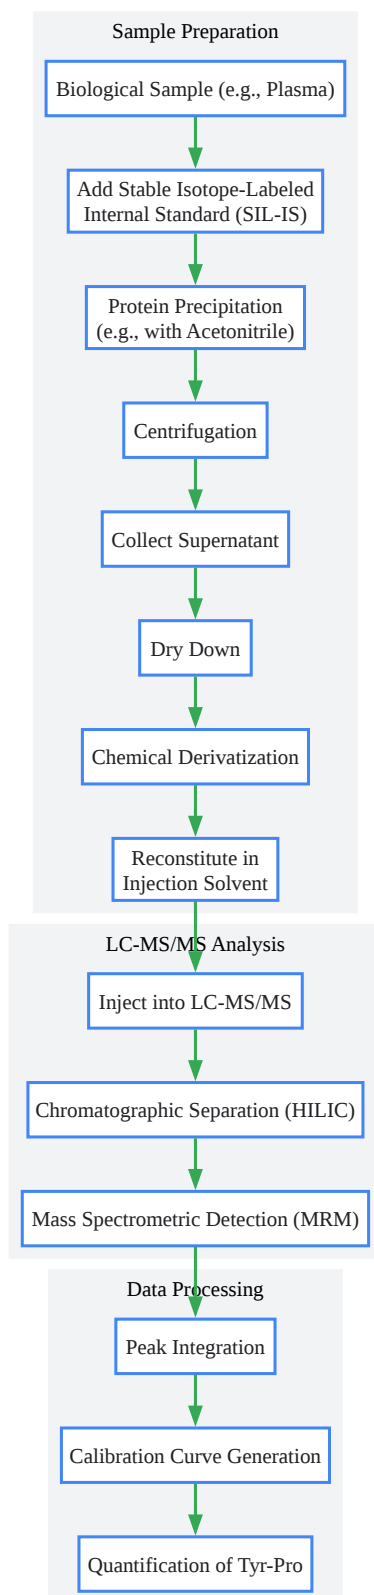 Sample Preparation
Biological Sample (e.g., Plasma)
Add Stable Isotope-Labeled
Internal Standard (SIL-IS)
Protein Precipitation
(e.g., with Acetonitrile)
Centrifugation
Collect Supernatant
Dry Down
Chemical Derivatization
Reconstitute in
Injection Solvent
LC-MS/MS Analysis
Inject into LC-MS/MS
Chromatographic Separation (HILIC)
Mass Spectrometric Detection (MRM)
Data Processing
Peak Integration
Calibration Curve Generation
Quantification of Tyr-Pro